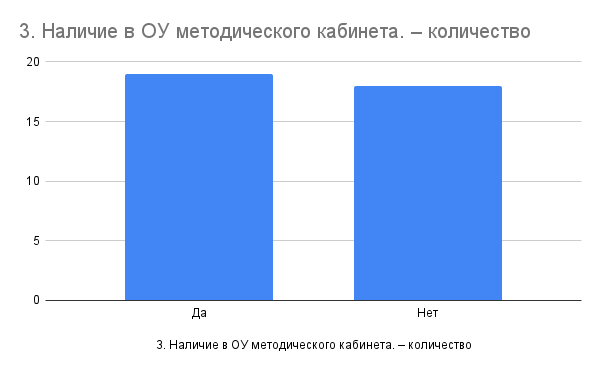 3. Наличие в ОУ методического кабинета. – количество
20
15
10
5
0
Да Нет
3. Наличие в ОУ методического кабинета. – количество